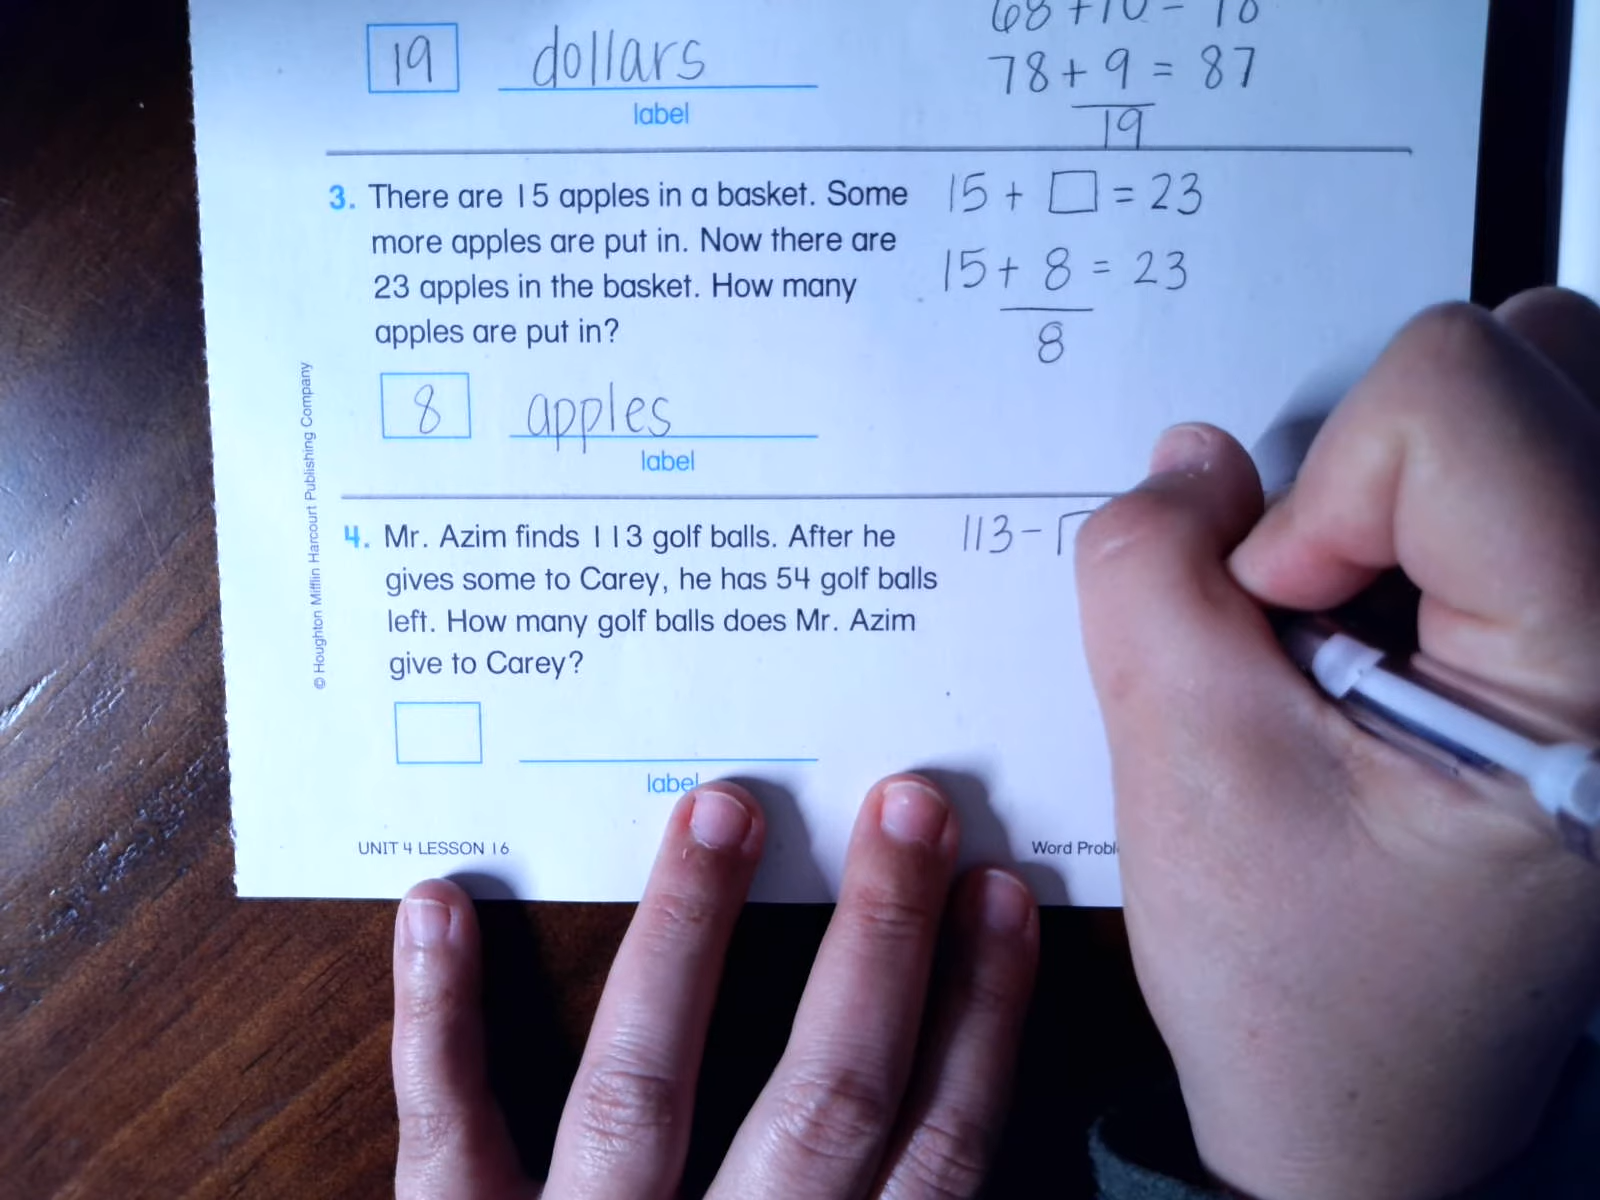 68 + 10 = 78
19 dollars
78 + 9 = 87
label
19
3. There are 15 apples in a basket. Some
more apples are put in. Now there are
23 apples in the basket. How many
apples are put in?
15 + □ = 23
15 + 8 = 23
8
8 apples
label
© Houghton Mifflin Harcourt Publishing Company
4. Mr. Azim finds 113 golf balls. After he
gives some to Carey, he has 54 golf balls
left. How many golf balls does Mr. Azim
give to Carey?
113 -
label
UNIT 4 LESSON 16
Word